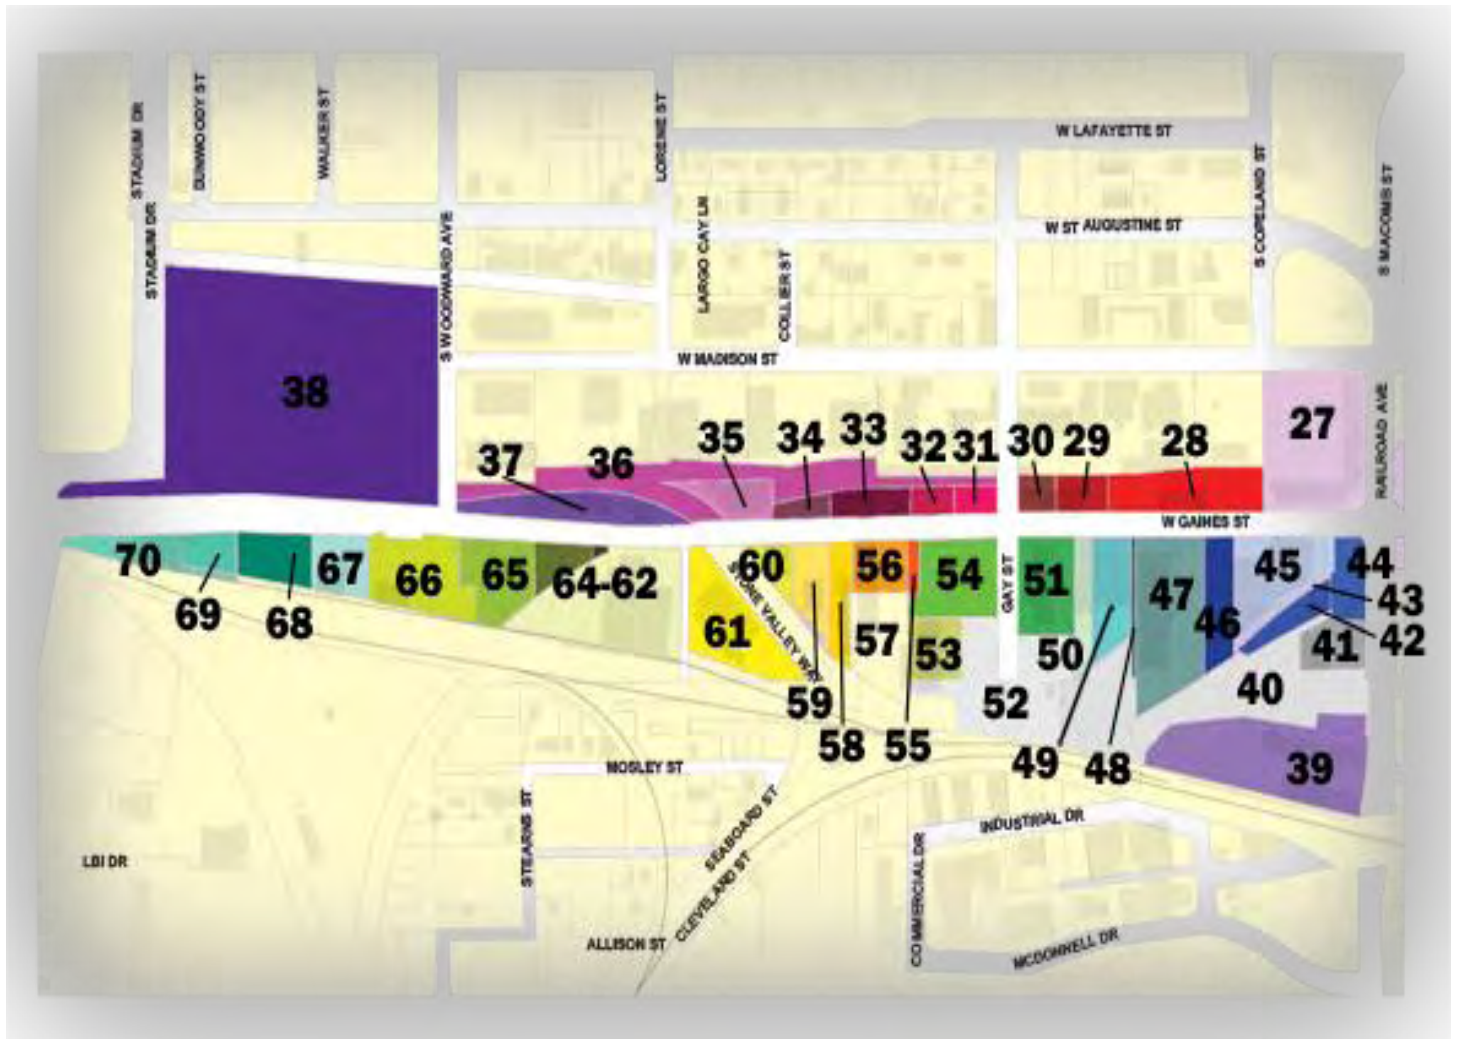 STADIUM DR
DUNWOODY ST
WALKER ST
LORENE ST
W LAFAYETTE ST
STADIUM DR
S WOODWARD AVE
LARGO CAY LN
COLLIER ST
W ST AUGUSTINE ST
S COPELAND ST
S MACOMB ST
W MADISON ST
RAILROAD AVE
38
37
36
35
34
33
32
31
30
29
28
27
W GAINES ST
70
69
68
67
66
65
64-62
61
60
STONE VALLEY WAY
59
58
57
56
55
54
53
52
GAY ST
51
50
49
48
47
46
45
44
43
42
41
40
39
MOSLEY ST
STEARNS ST
SEABOARD ST
CLEVELAND ST
ALLISON ST
COMMERCIAL DR
INDUSTRIAL DR
MCDONNELL DR
LBJ DR